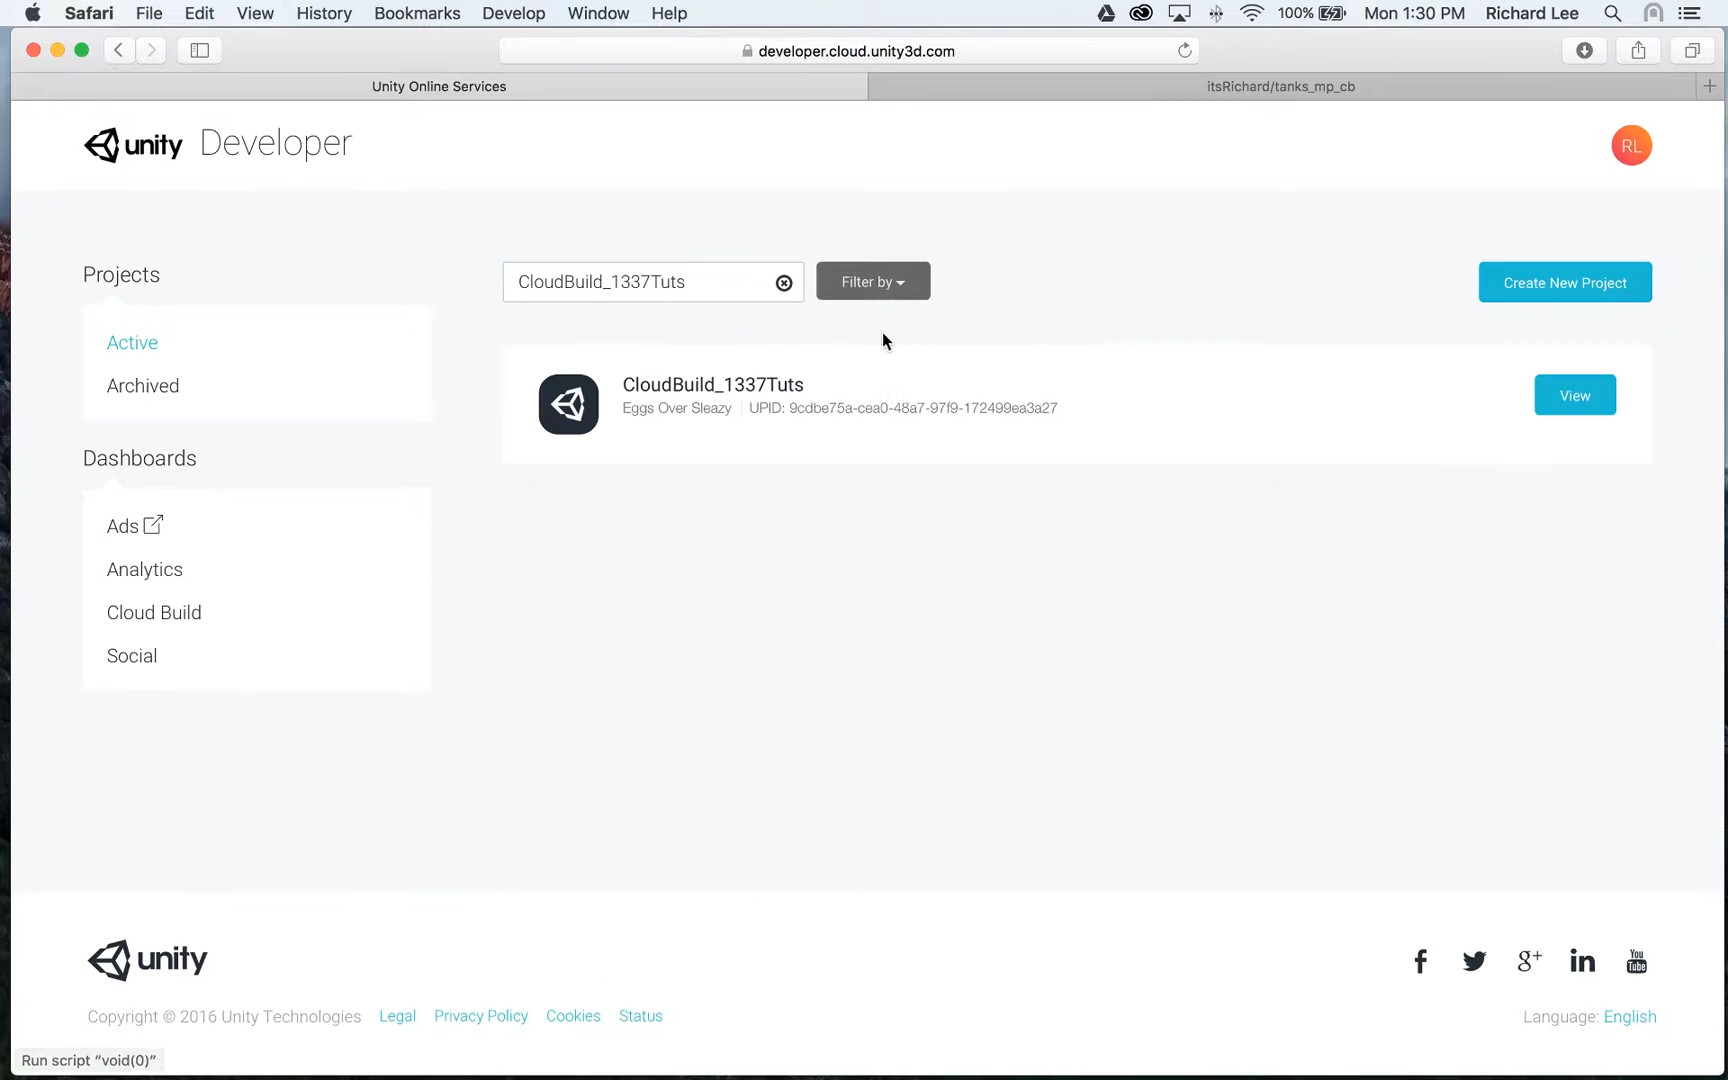 Safari File Edit View History Bookmarks Develop Window Help 100% Mon 1:30 PM Richard Lee
developer.cloud.unity3d.com
Unity Online Services itsRichard/tanks_mp_cb
unity Developer RL
Projects
Active
Archived
Dashboards
Ads
Analytics
Cloud Build
Social
CloudBuild_1337Tuts Filter by Create New Project
CloudBuild_1337Tuts
Eggs Over Sleazy UPID: 9cdbe75a-cea0-48a7-97f9-172499ea3a27
View
unity
f g+ in You Tube
Copyright © 2016 Unity Technologies Legal Privacy Policy Cookies Status Language: English
Run script "void(0)"